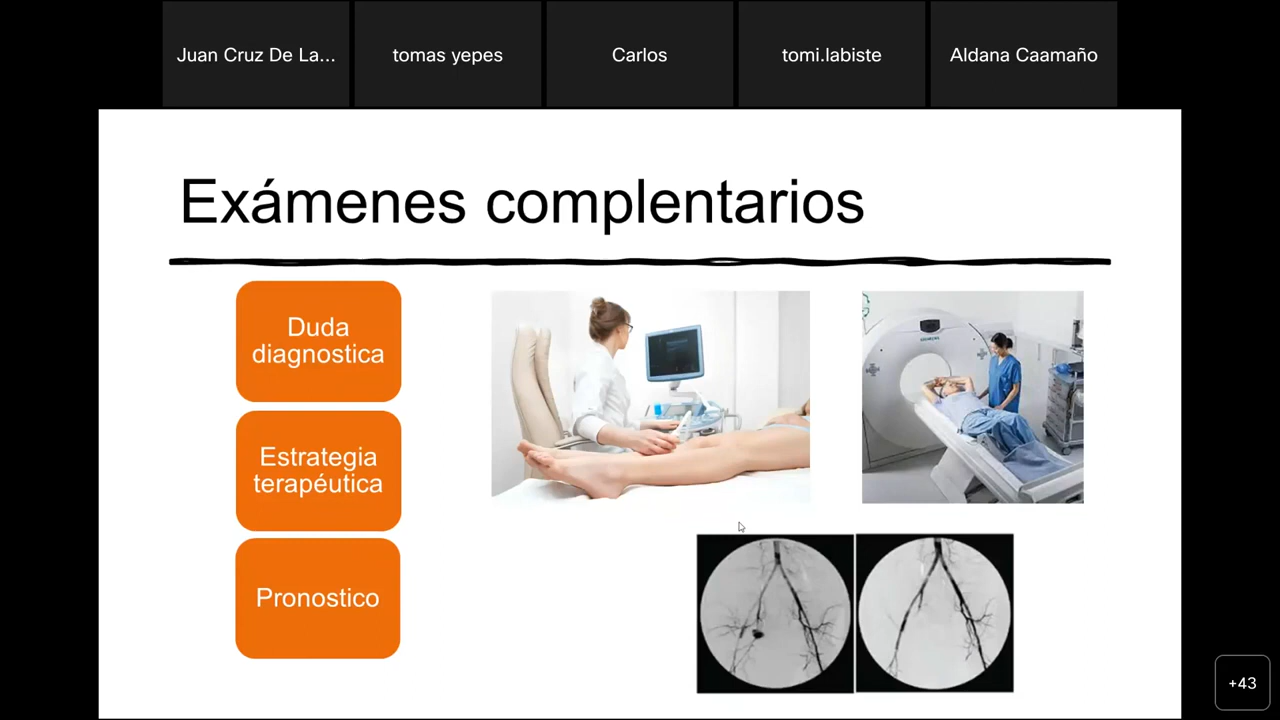 Juan Cruz De La...
tomas yepes
Carlos
tomi.labiste
Aldana Caamaño
Exámenes complentarios
Duda
diagnostica
Estrategia
terapéutica
Pronostico
SIEMENS
+43